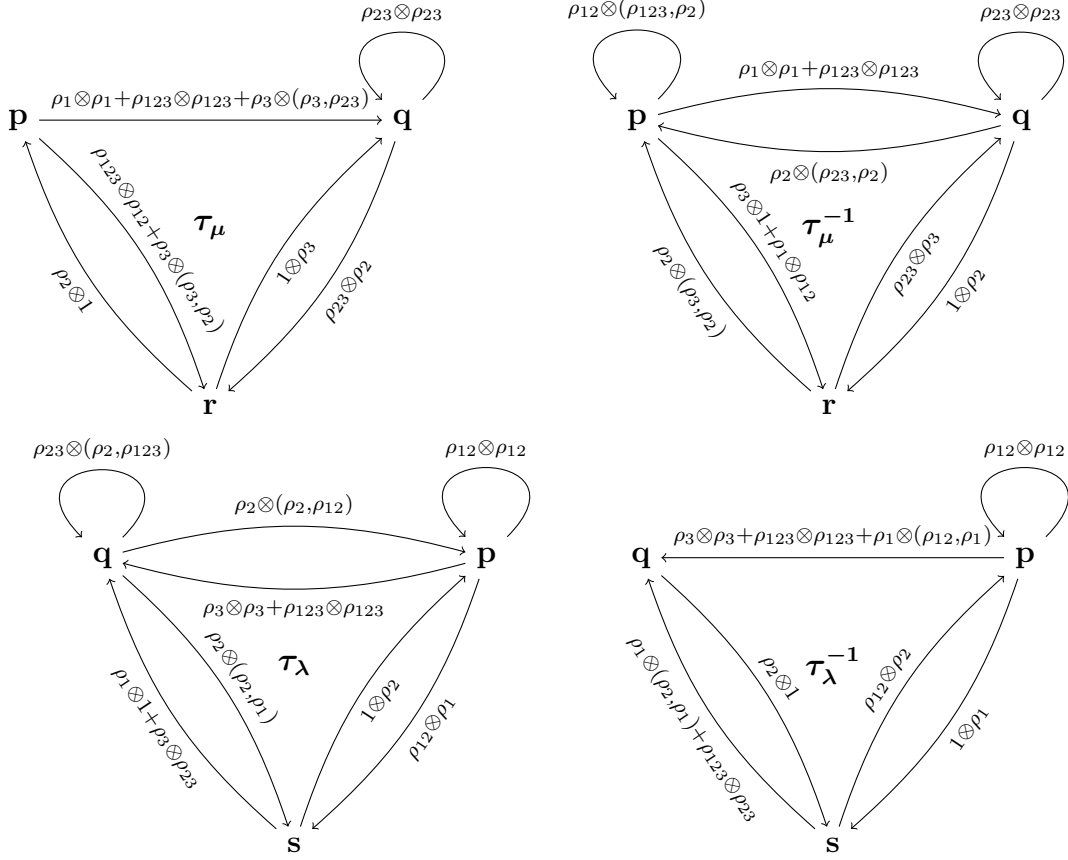 ρ₂₃⊗ρ₂₃
ρ₁⊗ρ₁+ρ₁₂₃⊗ρ₁₂₃+ρ₃⊗(ρ₃,ρ₂₃)
p
q
ρ₁₂₃⊗ρ₁₂+ρ₃⊗(ρ₃,ρ₂)
τ_μ
ρ₂⊗1
1⊗ρ₃
ρ₂₃⊗ρ₂
r
ρ₁₂⊗(ρ₁₂₃,ρ₂)
ρ₂₃⊗ρ₂₃
ρ₁⊗ρ₁+ρ₁₂₃⊗ρ₁₂₃
p
q
ρ₂⊗(ρ₂₃,ρ₂)
ρ₃⊗1+ρ₁⊗ρ₁₂
τ_μ⁻¹
ρ₂⊗(ρ₃,ρ₂)
ρ₂₃⊗ρ₃
1⊗ρ₂
r
ρ₂₃⊗(ρ₂,ρ₁₂₃)
ρ₁₂⊗ρ₁₂
ρ₂⊗(ρ₂,ρ₁₂)
q
p
ρ₃⊗ρ₃+ρ₁₂₃⊗ρ₁₂₃
ρ₂⊗(ρ₂,ρ₁)
τ_λ
ρ₁⊗1+ρ₃⊗ρ₂₃
1⊗ρ₂
ρ₁₂⊗ρ₁
s
ρ₁₂⊗ρ₁₂
ρ₃⊗ρ₃+ρ₁₂₃⊗ρ₁₂₃+ρ₁⊗(ρ₁₂,ρ₁)
q
p
ρ₂⊗1
τ_λ⁻¹
ρ₁⊗(ρ₂,ρ₁)+ρ₁₂₃⊗ρ₂₃
ρ₁₂⊗ρ₂
1⊗ρ₁
s